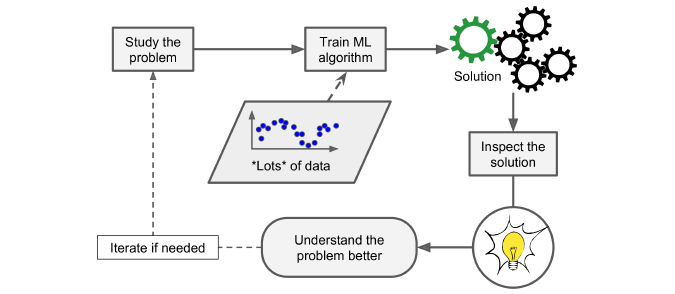 Study the
problem
Train ML
algorithm
Solution
*Lots* of data
Inspect the
solution
Understand the
problem better
Iterate if needed